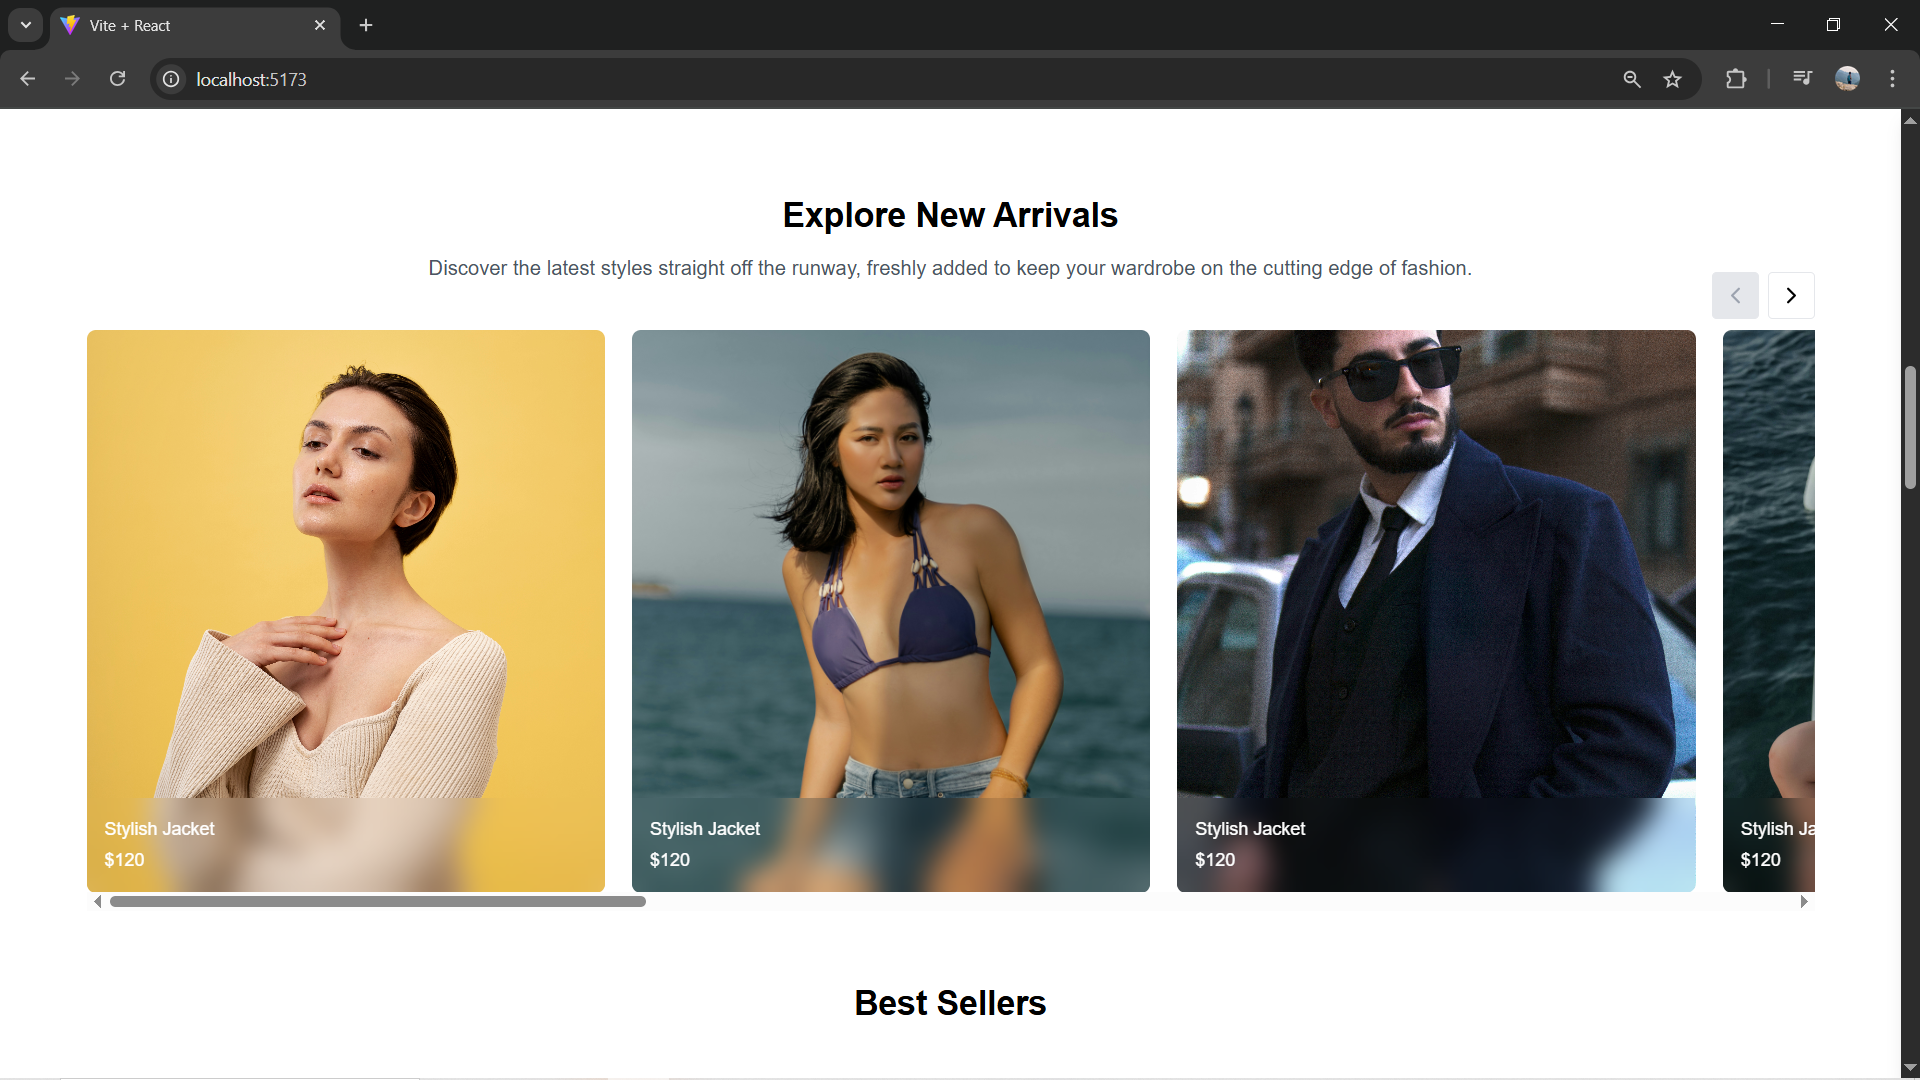 Vite + React
localhost:5173
Explore New Arrivals
Discover the latest styles straight off the runway, freshly added to keep your wardrobe on the cutting edge of fashion.
Stylish Jacket
$120
Stylish Jacket
$120
Stylish Jacket
$120
Stylish Ja
$120
Best Sellers